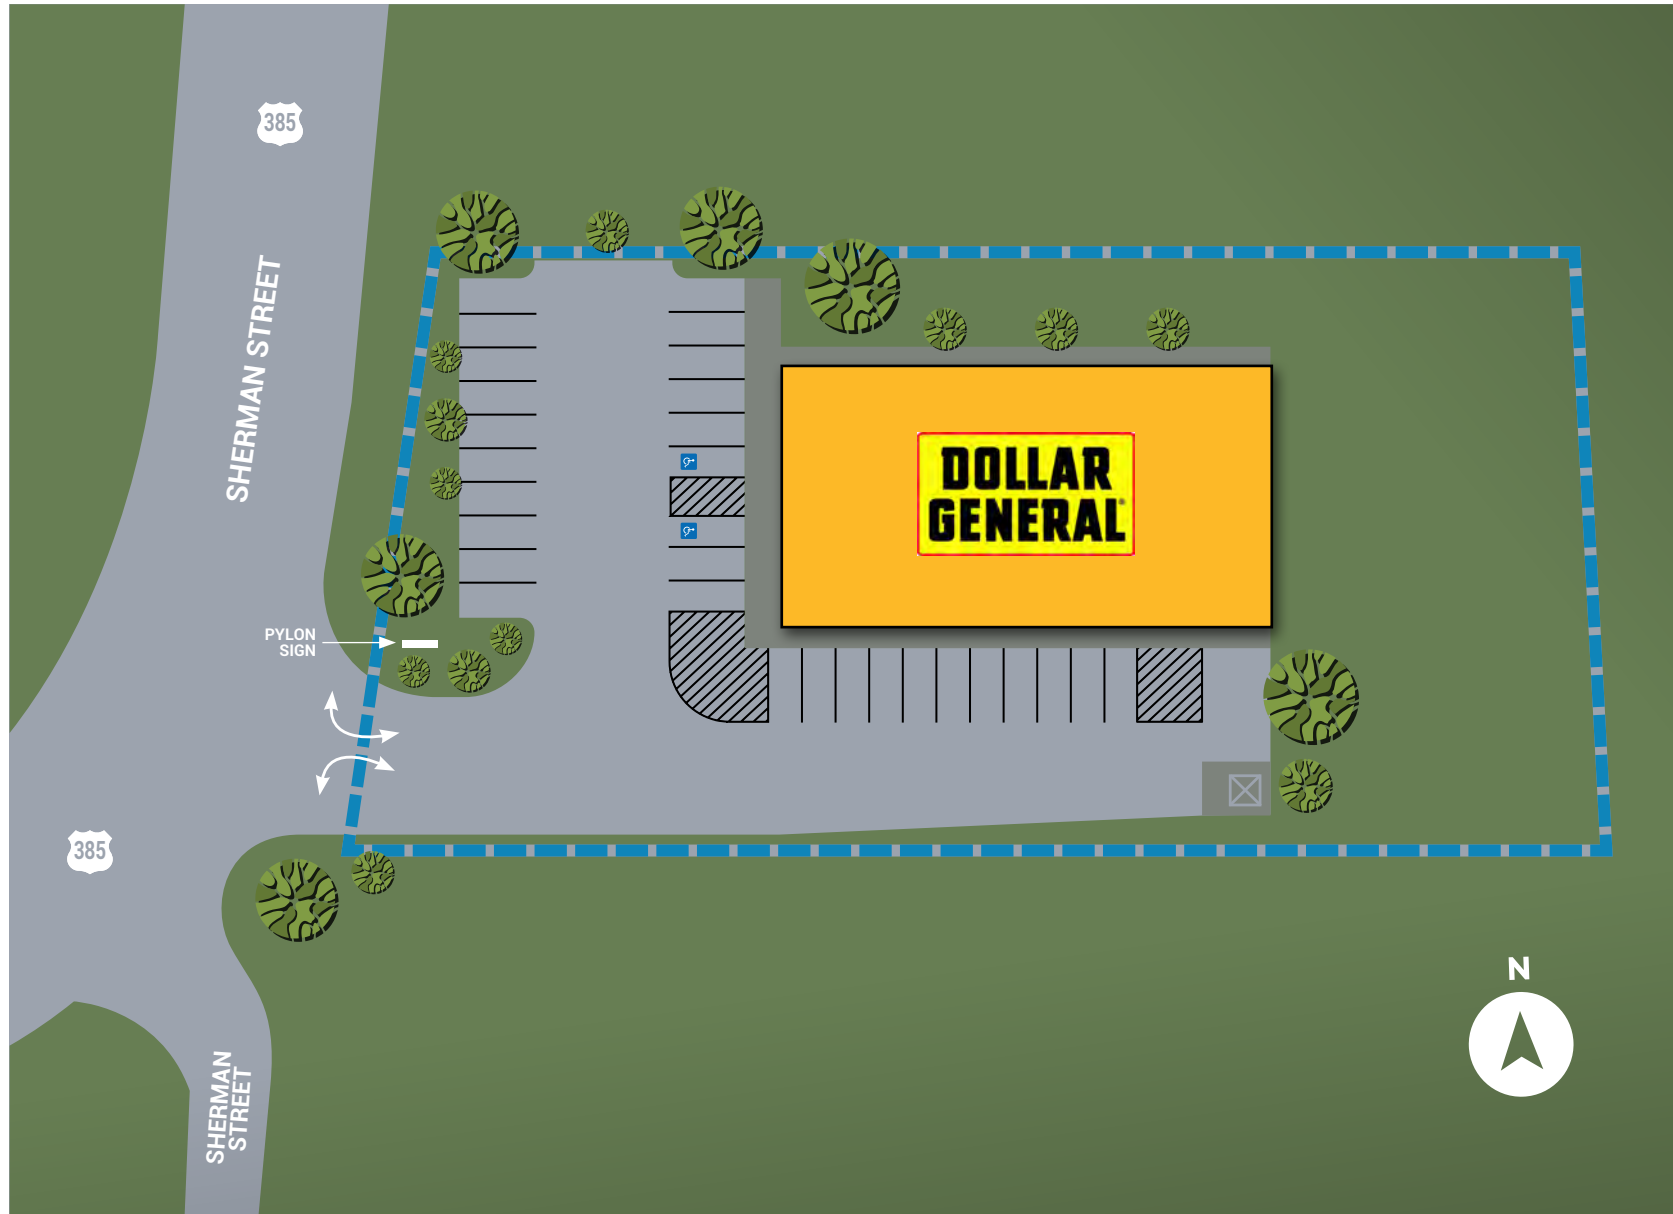 385
SHERMAN STREET
DOLLAR
GENERAL
PYLON
SIGN
385
N
SHERMAN
STREET